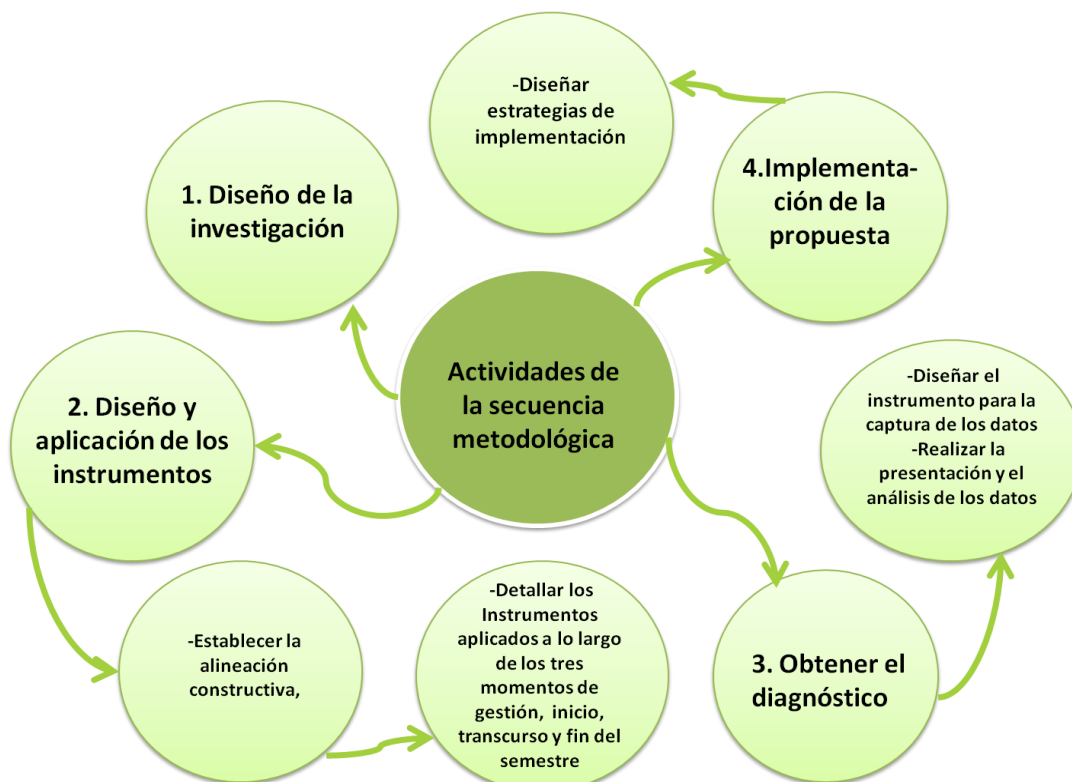 -Diseñar
estrategias de
implementación
4.Implementa-
ción de la
propuesta
1. Diseño de la
investigación
Actividades de
la secuencia
metodológica
2. Diseño y
aplicación de los
instrumentos
-Diseñar el
instrumento para la
captura de los datos
-Realizar la
presentación y el
análisis de los datos
-Establecer la
alineación
constructiva,
-Detallar los
Instrumentos
aplicados a lo largo
de los tres
momentos de
gestión, inicio,
transcurso y fin del
semestre
3. Obtener el
diagnóstico